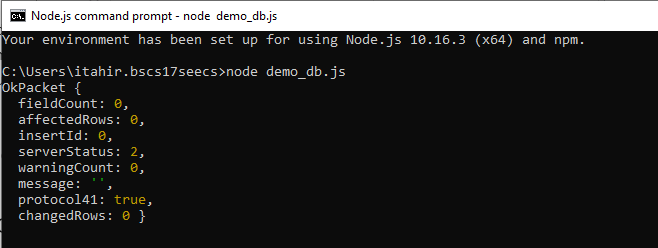 Node.js command prompt - node  demo_db.js
Your environment has been set up for using Node.js 10.16.3 (x64) and npm.
C:\Users\itahir.bscs17seecs>node demo_db.js
OkPacket {
  fieldCount: 0,
  affectedRows: 0,
  insertId: 0,
  serverStatus: 2,
  warningCount: 0,
  message: '',
  protocol41: true,
  changedRows: 0 }